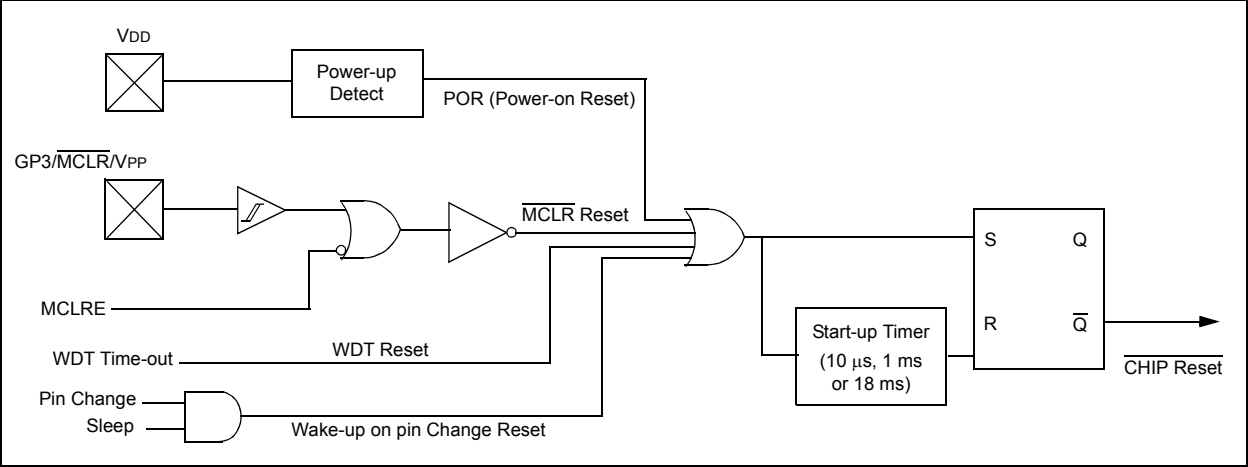 VDD
Power-up
Detect
POR (Power-on Reset)
GP3/MCLR/VPP
MCLR Reset
MCLRE
WDT Time-out
WDT Reset
Pin Change
Sleep
Wake-up on pin Change Reset
S
Q
R
Q
Start-up Timer
(10 μs, 1 ms
or 18 ms)
CHIP Reset